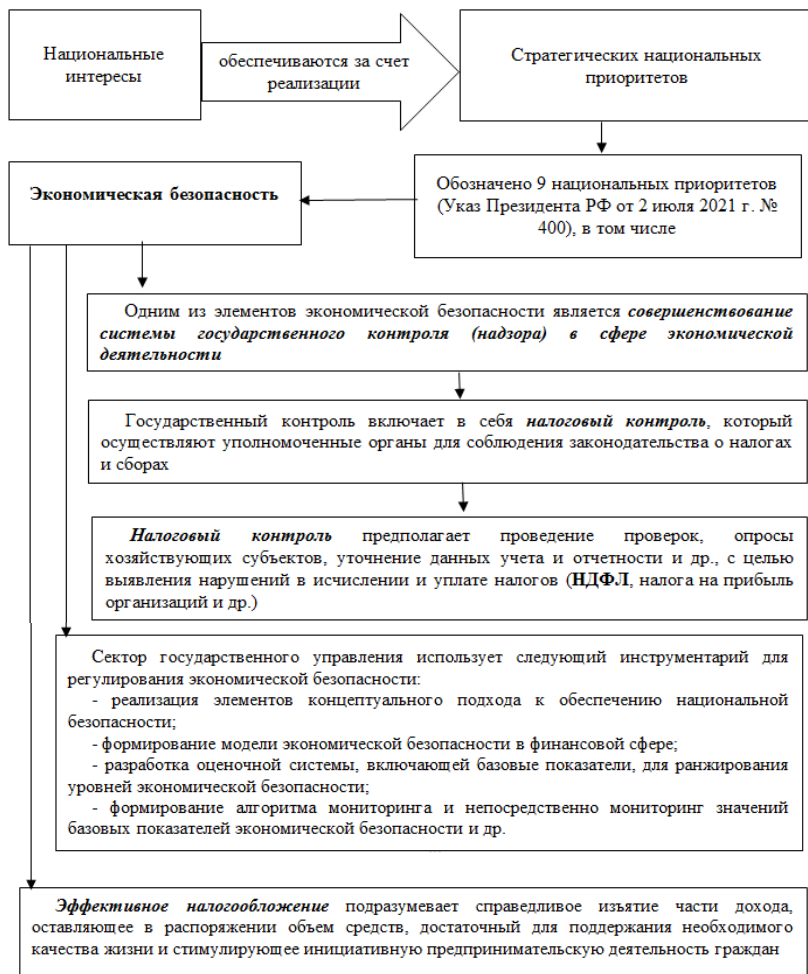 Национальные
интересы
обеспечиваются за счет
реализации
Стратегических национальных
приоритетов
Экономическая безопасность
Обозначено 9 национальных приоритетов
(Указ Президента РФ от 2 июля 2021 г. №
400), в том числе
Одним из элементов экономической безопасности является совершенствование
системы государственного контроля (надзора) в сфере экономической
деятельности
Государственный контроль включает в себя налоговый контроль, который
осуществляют уполномоченные органы для соблюдения законодательства о налогах
и сборах
Налоговый контроль предполагает проведение проверок, опросы
хозяйствующих субъектов, уточнение данных учета и отчетности и др., с целью
выявления нарушений в исчислении и уплате налогов (НДФЛ, налога на прибыль
организаций и др.)
Сектор государственного управления использует следующий инструментарий для
регулирования экономической безопасности:
- реализация элементов концептуального подхода к обеспечению национальной
безопасности;
- формирование модели экономической безопасности в финансовой сфере;
- разработка оценочной системы, включающей базовые показатели, для ранжирования
уровней экономической безопасности;
- формирование алгоритма мониторинга и непосредственно мониторинг значений
базовых показателей экономической безопасности и др.
Эффективное налогообложение подразумевает справедливое изъятие части дохода,
оставляющее в распоряжении объем средств, достаточный для поддержания необходимого
качества жизни и стимулирующее инициативную предпринимательскую деятельность граждан